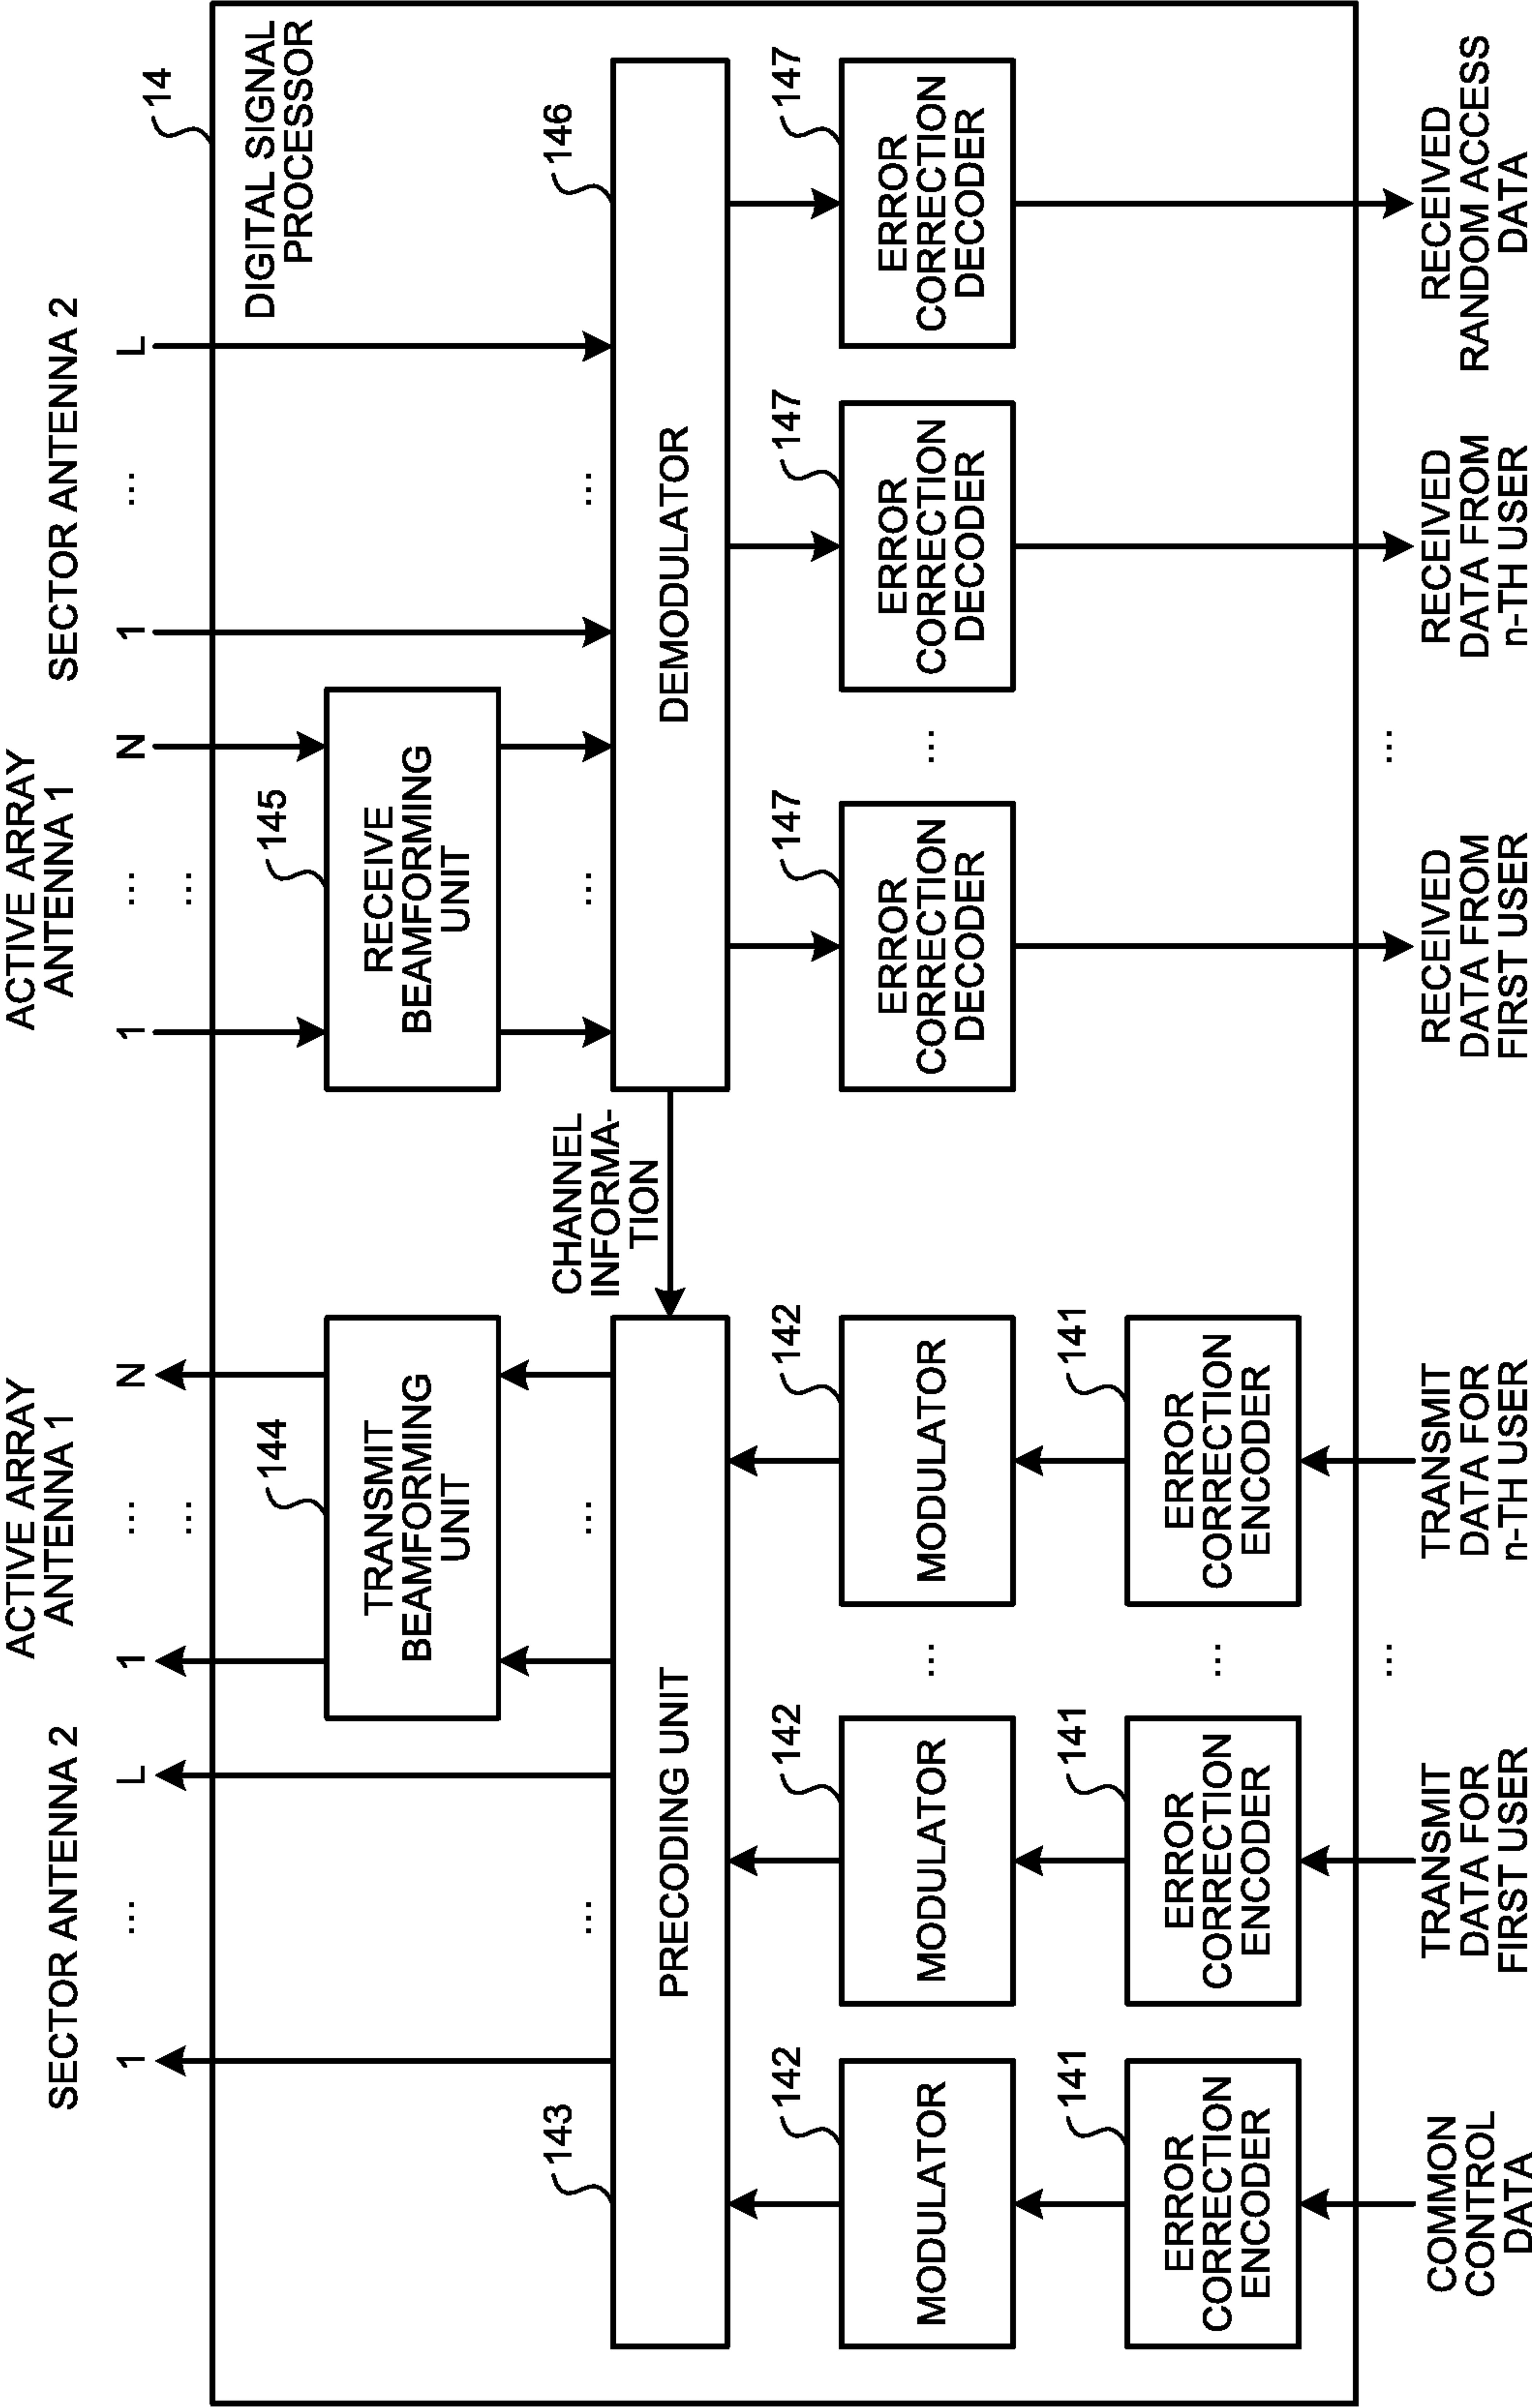 SECTOR ANTENNA 2
ACTIVE ARRAY
ANTENNA 1
ACTIVE ARRAY
ANTENNA 1
SECTOR ANTENNA 2
1 ... L
1 ... N
1 ... N
1 ... L
...
...
14
DIGITAL SIGNAL
PROCESSOR
144
TRANSMIT
BEAMFORMING
UNIT
145
RECEIVE
BEAMFORMING
UNIT
...
...
...
...
143
PRECODING UNIT
CHANNEL
INFORMA-
TION
146
DEMODULATOR
142
MODULATOR
142
MODULATOR
...
142
MODULATOR
147
ERROR
CORRECTION
DECODER
...
147
ERROR
CORRECTION
DECODER
147
ERROR
CORRECTION
DECODER
141
ERROR
CORRECTION
ENCODER
141
ERROR
CORRECTION
ENCODER
...
141
ERROR
CORRECTION
ENCODER
COMMON
CONTROL
DATA
TRANSMIT
DATA FOR
FIRST USER
...
TRANSMIT
DATA FOR
n-TH USER
RECEIVED
DATA FROM
FIRST USER
...
RECEIVED
DATA FROM
n-TH USER
RECEIVED
RANDOM ACCESS
DATA